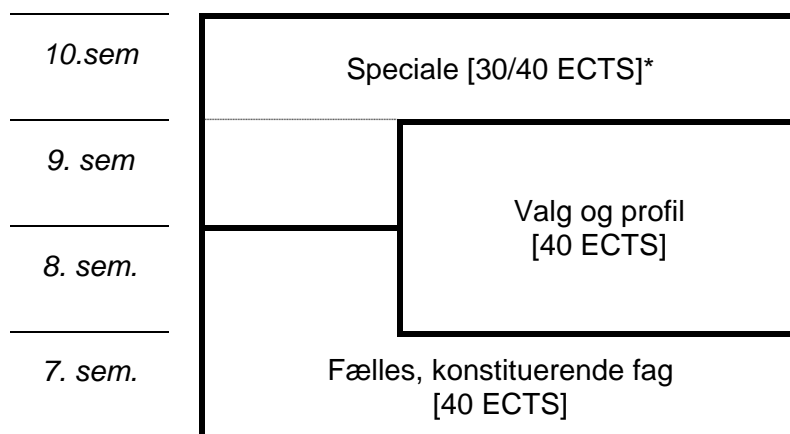 10.sem
Speciale [30/40 ECTS]*
9. sem
Valg og profil
[40 ECTS]
8. sem.
7. sem.
Fælles, konstituerende fag
[40 ECTS]